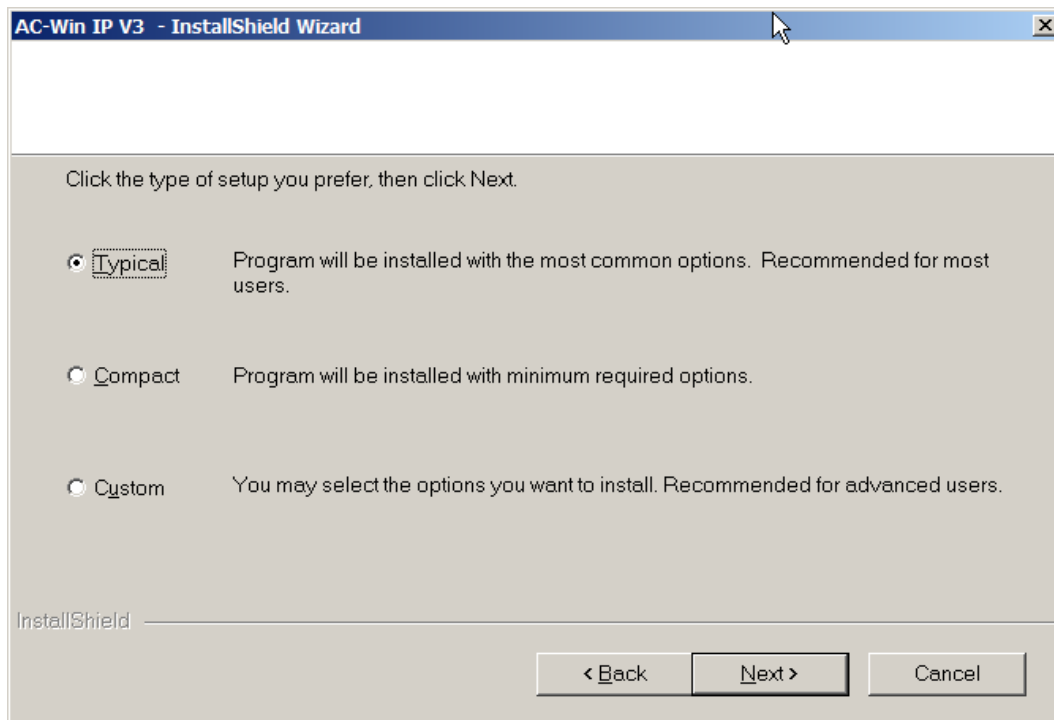 AC-Win IP V3  - InstallShield Wizard
Click the type of setup you prefer, then click Next.
Typical
Program will be installed with the most common options.  Recommended for most
users.
Compact
Program will be installed with minimum required options.
Custom
You may select the options you want to install. Recommended for advanced users.
InstallShield
< Back
Next >
Cancel